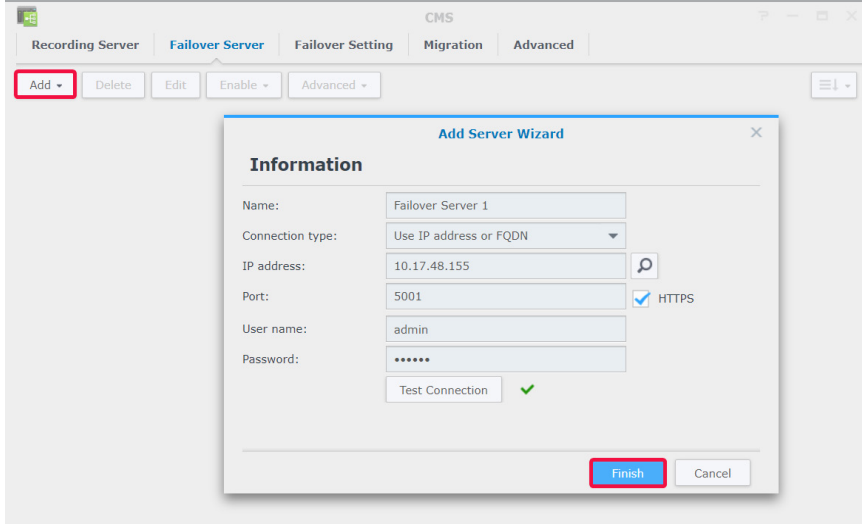 CMS
Recording Server Failover Server Failover Setting Migration Advanced
Add Delete Edit Enable Advanced
Add Server Wizard
Information
Name: Failover Server 1
Connection type: Use IP address or FQDN
IP address: 10.17.48.155
Port: 5001 HTTPS
User name: admin
Password: ••••••
Test Connection
Finish Cancel